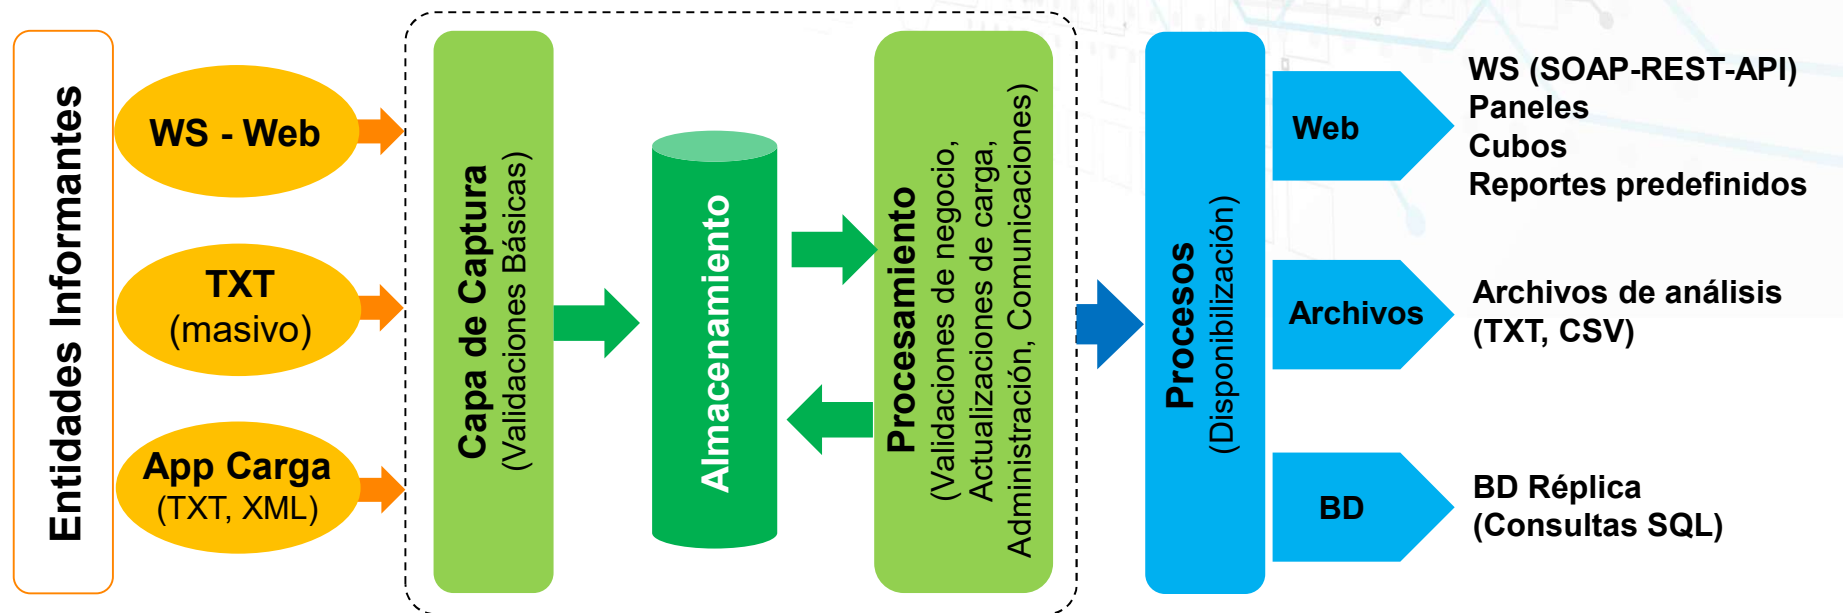 Entidades Informantes
WS - Web
TXT
(masivo)
App Carga
(TXT, XML)
Capa de Captura
(Validaciones Básicas)
Almacenamiento
Procesamiento
(Validaciones de negocio,
Actualizaciones de carga,
Administración, Comunicaciones)
Procesos
(Disponibilización)
Web
WS (SOAP-REST-API)
Paneles
Cubos
Reportes predefinidos
Archivos
Archivos de análisis
(TXT, CSV)
BD
BD Réplica
(Consultas SQL)